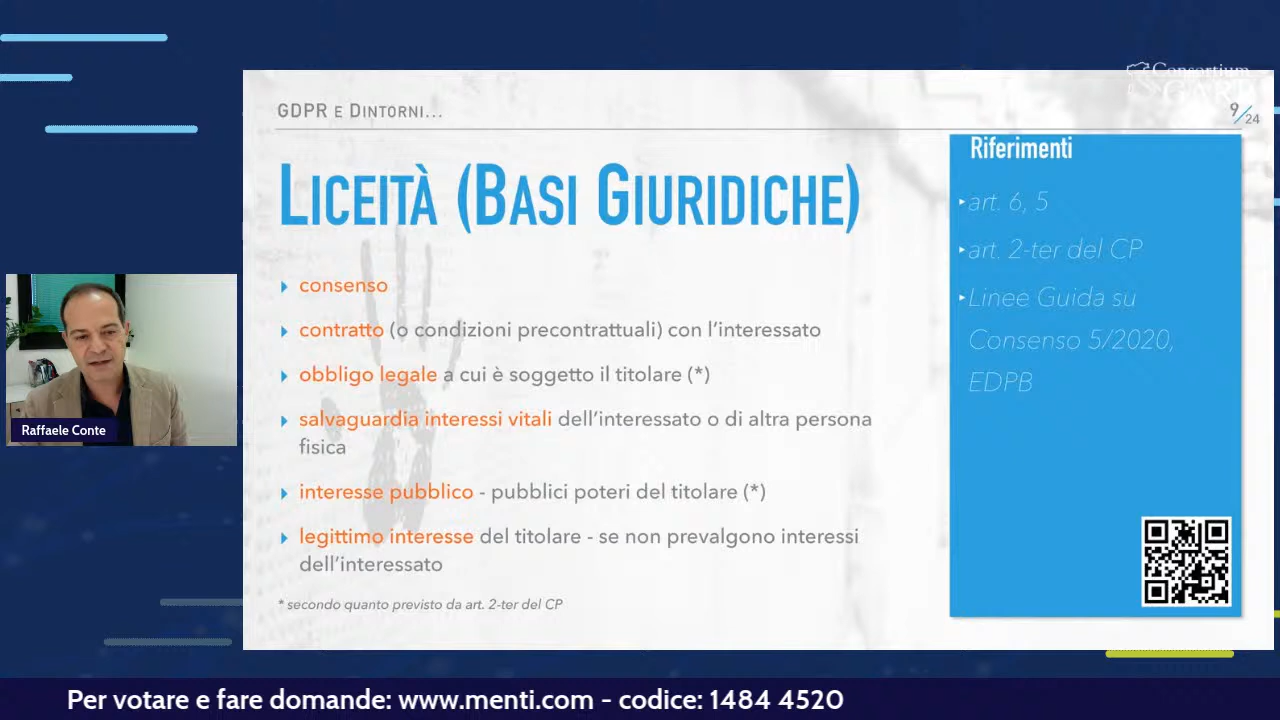 Consortium
GARR
GDPR E DINTORNI...
9/24
LICEITÀ (BASI GIURIDICHE)
consenso
contratto (o condizioni precontrattuali) con l'interessato
obbligo legale a cui è soggetto il titolare (*)
salvaguardia interessi vitali dell'interessato o di altra persona
fisica
interesse pubblico - pubblici poteri del titolare (*)
legittimo interesse del titolare - se non prevalgono interessi
dell'interessato
* secondo quanto previsto da art. 2-ter del CP
Riferimenti
art. 6, 5
art. 2-ter del CP
Linee Guida su
Consenso 5/2020,
EDPB
Raffaele Conte
Per votare e fare domande: www.menti.com - codice: 1484 4520